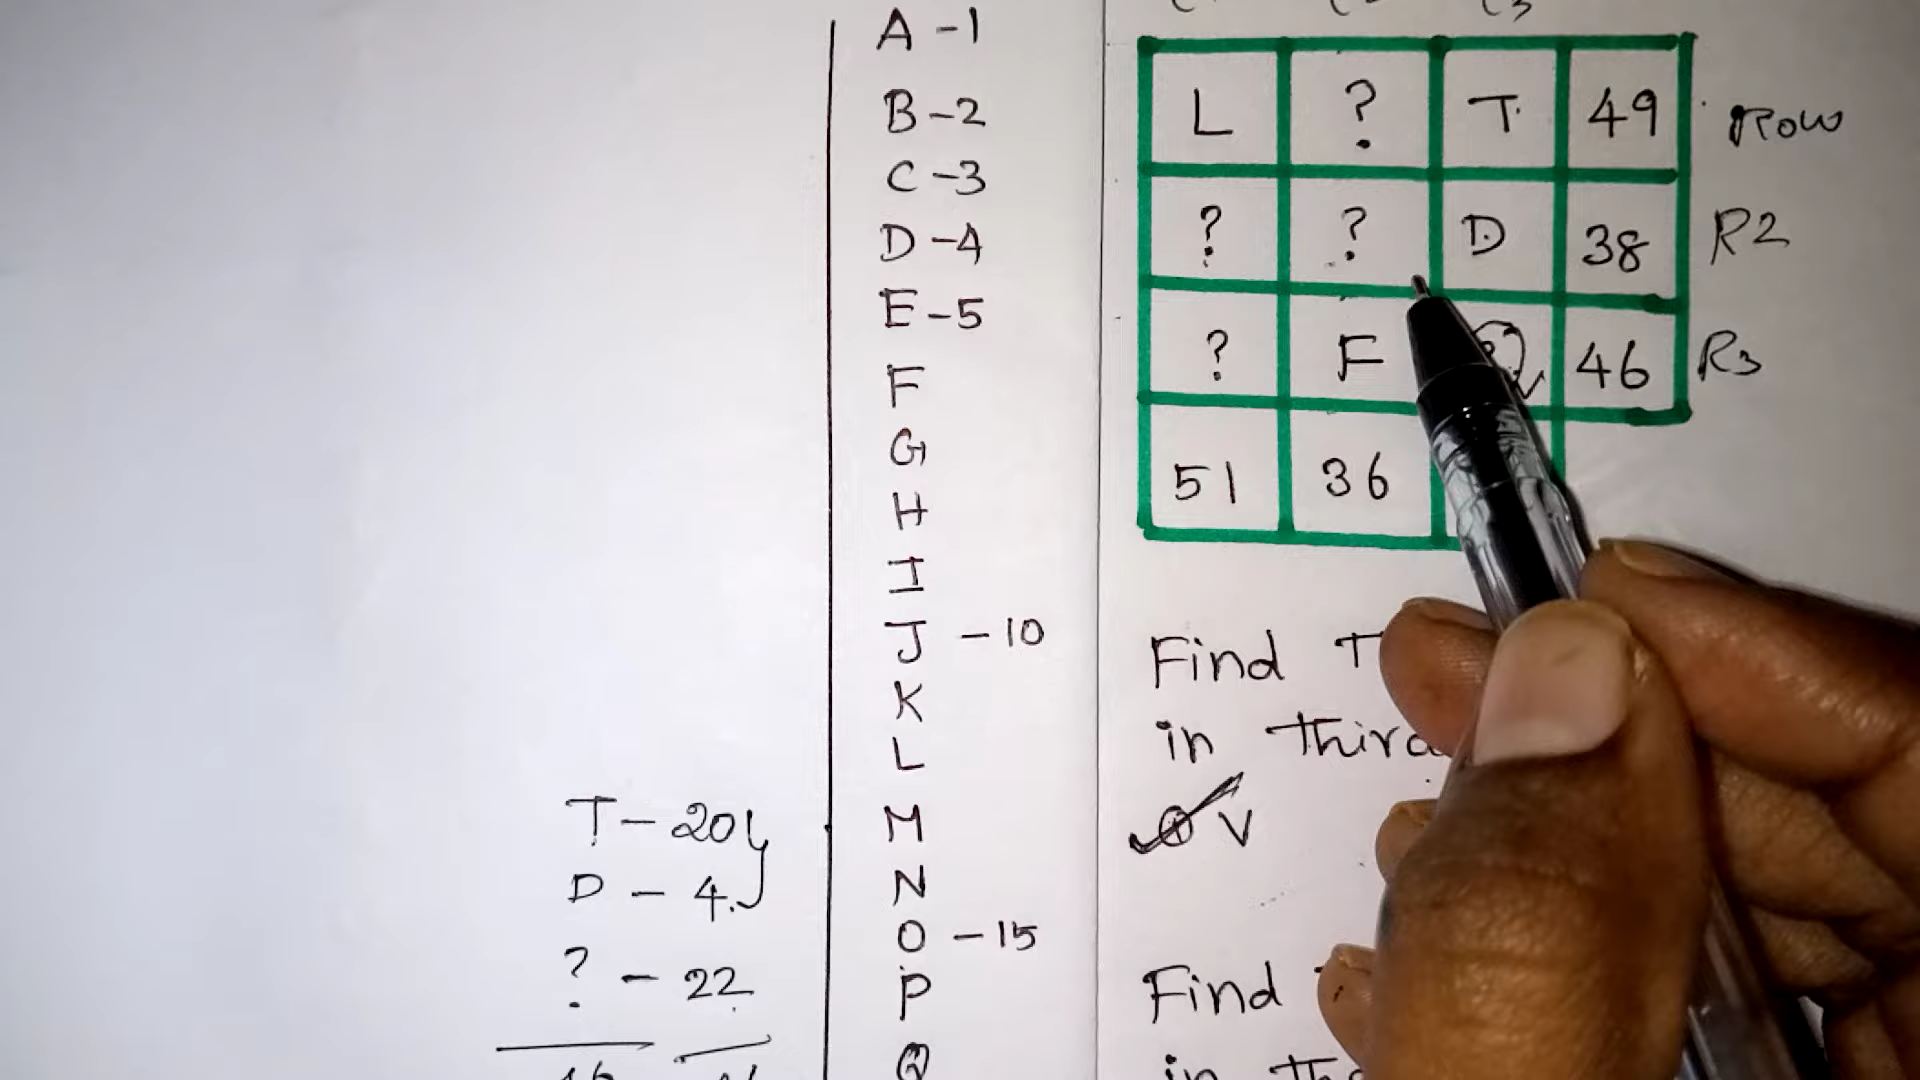 A -1
B -2
C -3
D -4
E -5
F
G
H
I
J -10
K
L
M
N
O -15
P
Q
T - 20
D - 4.
? - 22
L ? T 49 Row
? ? D 38 R2
? F 46 R3
51 36
Find
in
V
Find
in